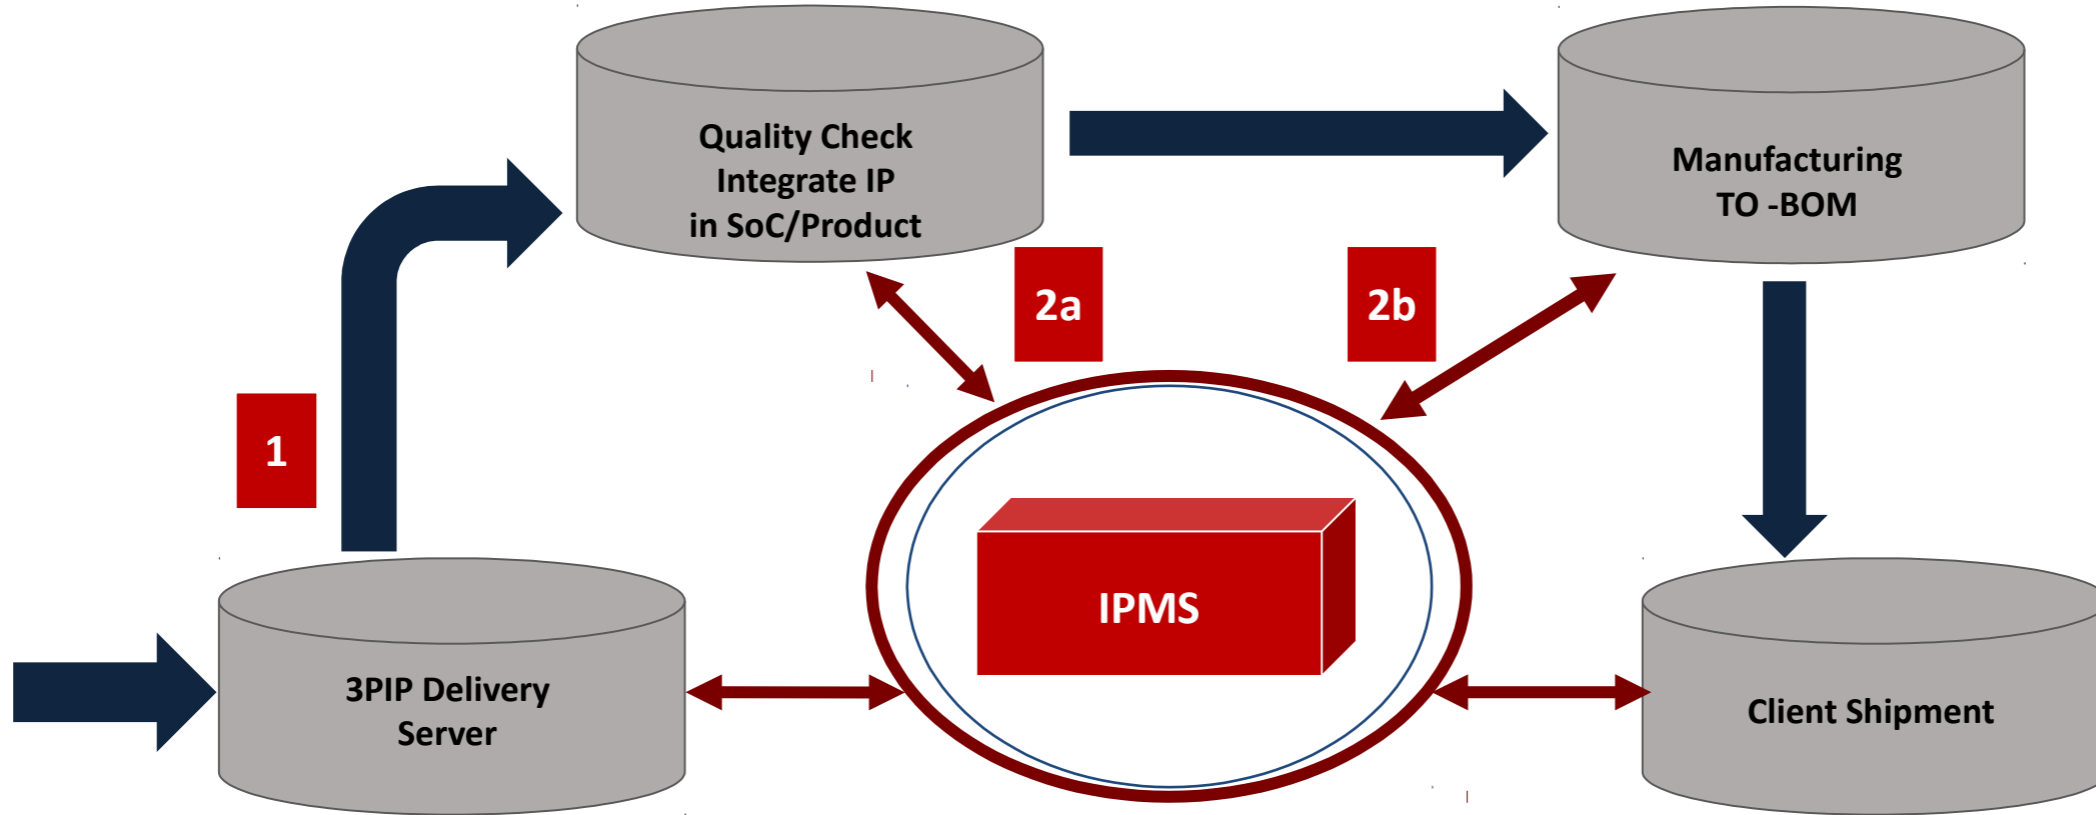 Quality Check
Integrate IP
in SoC/Product
Manufacturing
TO -BOM
2a
2b
1
IPMS
3PIP Delivery
Server
Client Shipment